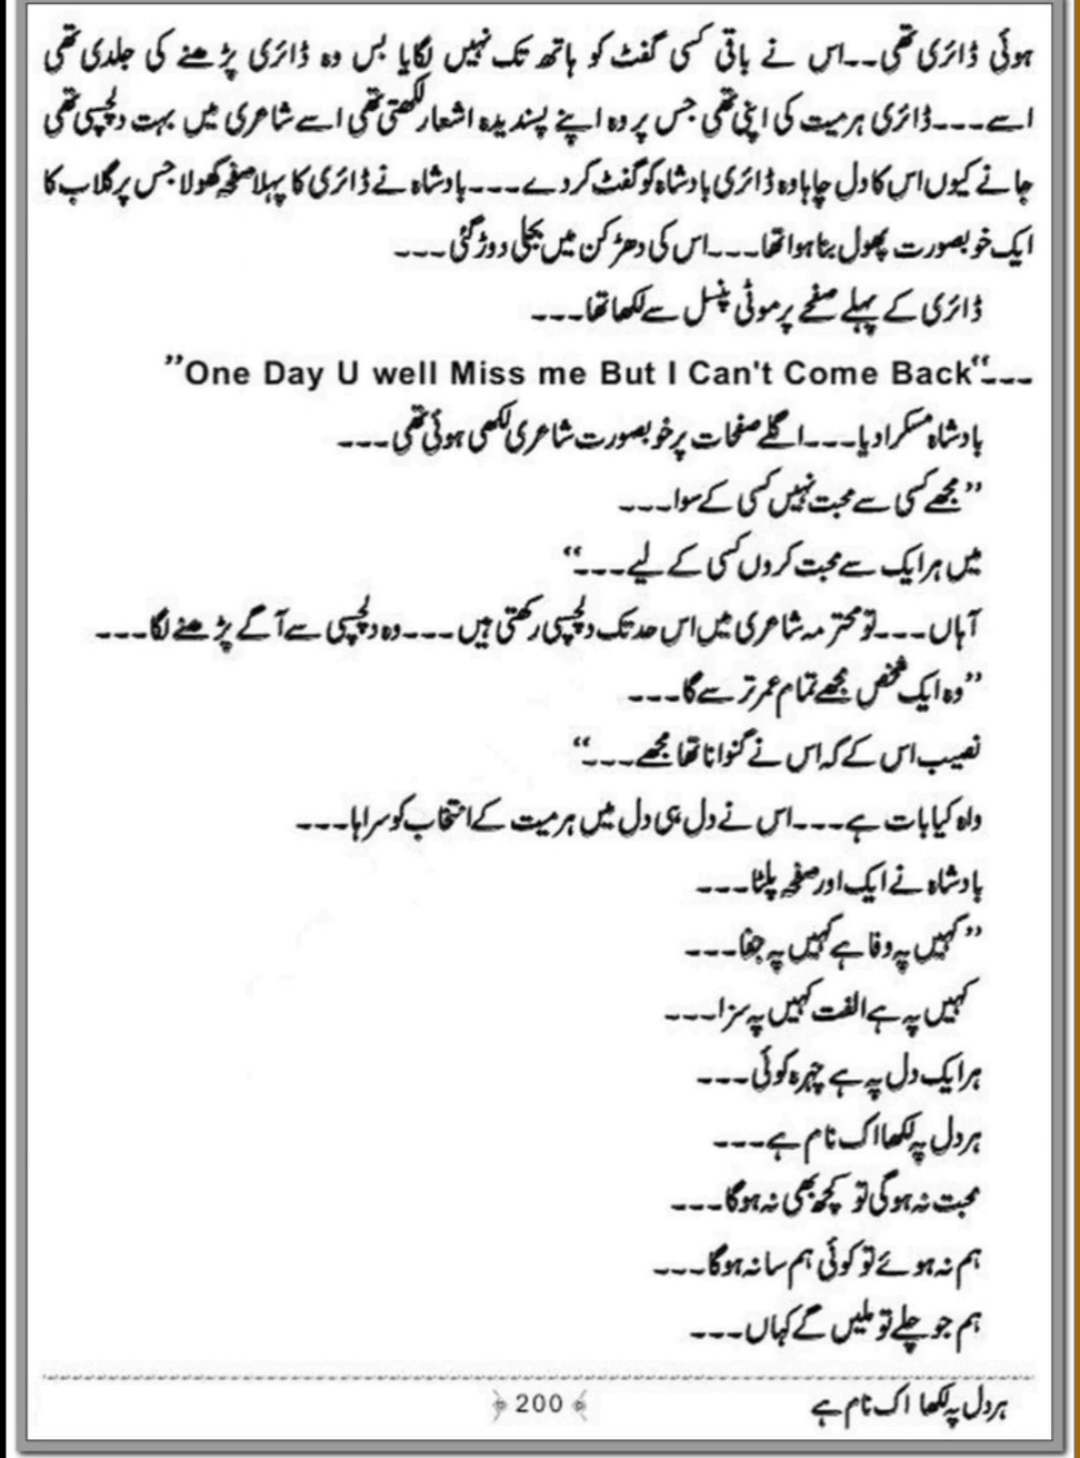 ہوئی ڈائری تھی۔۔۔اس نے باقی کسی گفٹ کو ہاتھ تک نہیں لگایا بس وہ ڈائری پڑھنے کی جلدی تھی
اسے۔۔۔ڈائری ہرمیت کی اپنی تھی جس پر وہ اپنے پسندیدہ اشعار لکھتی تھی اسے شاعری میں بہت دلچسپی تھی
جانے کیوں اس کا دل چاہا وہ ڈائری بادشاہ کو گفٹ کر دے۔۔۔بادشاہ نے ڈائری کا پہلا صفحہ کھولا جس پر گلاب کا
ایک خوبصورت پھول بنا ہوا تھا۔۔۔اس کی دھڑکن میں بجلی دوڑ گئی۔۔۔
ڈائری کے پہلے صفحے پر موٹی پنسل سے لکھا تھا۔۔۔
”One Day U well Miss me But I Can't Come Back“۔۔۔
بادشاہ مسکرا دیا۔۔۔اگلے صفحات پر خوبصورت شاعری لکھی ہوئی تھی۔۔۔
”مجھے کسی سے محبت نہیں کسی کے سوا۔۔۔
میں ہر ایک سے محبت کروں کسی کے لیے۔۔۔“
آہاں۔۔۔تو محترمہ شاعری میں اس حد تک دلچسپی رکھتی ہیں۔۔۔وہ دلچسپی سے آگے پڑھنے لگا۔۔۔
”وہ ایک شخص مجھے تمام عمر ترسے گا۔۔۔
نصیب اس کے کہ اس نے گنوانا تھا مجھے۔۔۔“
واہ کیا بات ہے۔۔۔اس نے دل ہی دل میں ہرمیت کے انتخاب کو سراہا۔۔۔
بادشاہ نے ایک اور صفحہ پلٹا۔۔۔
”کہیں پہ وفا ہے کہیں پہ جفا۔۔۔
کہیں پہ ہے الفت کہیں پہ سزا۔۔۔
ہر ایک دل پہ ہے چہرہ کوئی۔۔۔
ہر دل پہ لکھا اک نام ہے۔۔۔
محبت نہ ہو گی تو کچھ بھی نہ ہوگا۔۔۔
ہم نہ ہوئے تو کوئی ہم سا نہ ہوگا۔۔۔
ہم جو چلے تو ملیں گے کہاں۔۔۔
ہر دل پہ لکھا اک نام ہے
200